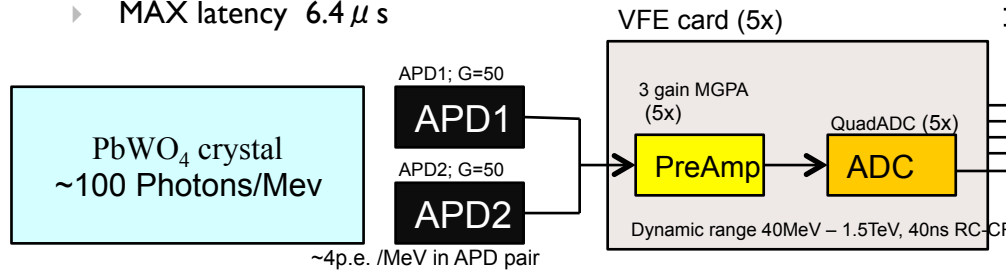 MAX latency 6.4 μs
VFE card (5x)
APD1; G=50
APD1
PbWO₄ crystal
~100 Photons/Mev
APD2; G=50
APD2
~4p.e. /MeV in APD pair
3 gain MGPA
(5x)
PreAmp
QuadADC (5x)
ADC
Dynamic range 40MeV – 1.5TeV, 40ns RC-CR